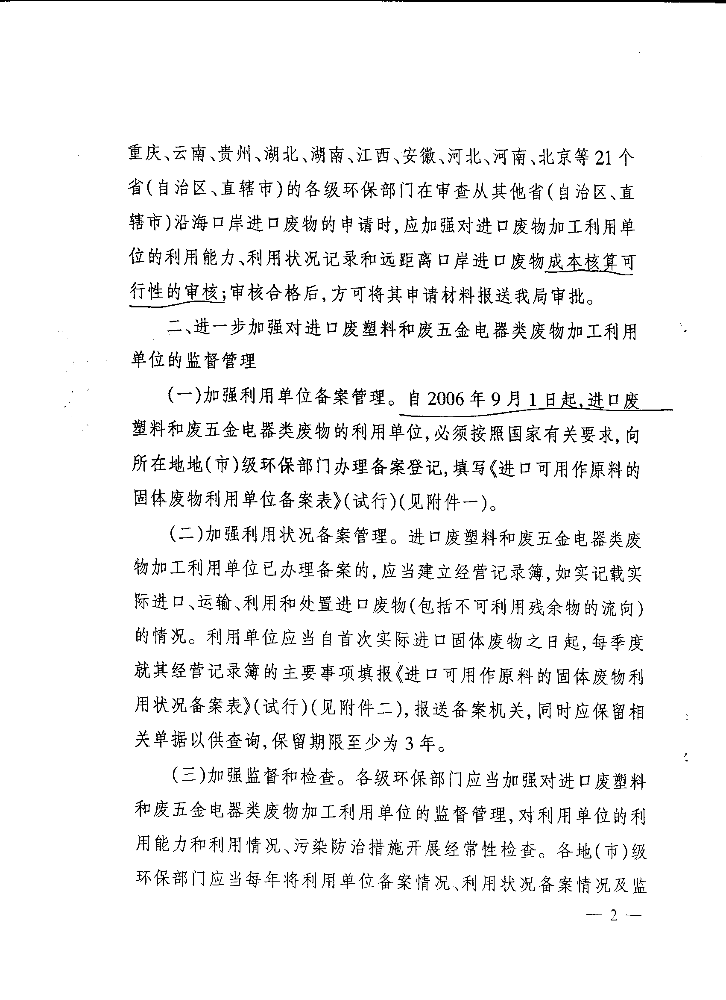 重庆、云南、贵州、湖北、湖南、江西、安徽、河北、河南、北京等 21 个
省(自治区、直辖市)的各级环保部门在审查从其他省(自治区、直
辖市)沿海口岸进口废物的申请时,应加强对进口废物加工利用单
位的利用能力、利用状况记录和远距离口岸进口废物成本核算可
行性的审核;审核合格后,方可将其申请材料报送我局审批。
二、进一步加强对进口废塑料和废五金电器类废物加工利用
单位的监督管理
(一)加强利用单位备案管理。自 2006 年 9 月 1 日起,进口废
塑料和废五金电器类废物的利用单位,必须按照国家有关要求,向
所在地地(市)级环保部门办理备案登记,填写《进口可用作原料的
固体废物利用单位备案表》(试行)(见附件一)。
(二)加强利用状况备案管理。进口废塑料和废五金电器类废
物加工利用单位已办理备案的,应当建立经营记录簿,如实记载实
际进口、运输、利用和处置进口废物(包括不可利用残余物的流向)
的情况。利用单位应当自首次实际进口固体废物之日起,每季度
就其经营记录簿的主要事项填报《进口可用作原料的固体废物利
用状况备案表》(试行)(见附件二),报送备案机关,同时应保留相
关单据以供查询,保留期限至少为 3 年。
(三)加强监督和检查。各级环保部门应当加强对进口废塑料
和废五金电器类废物加工利用单位的监督管理,对利用单位的利
用能力和利用情况、污染防治措施开展经常性检查。各地(市)级
环保部门应当每年将利用单位备案情况、利用状况备案情况及监
— 2 —